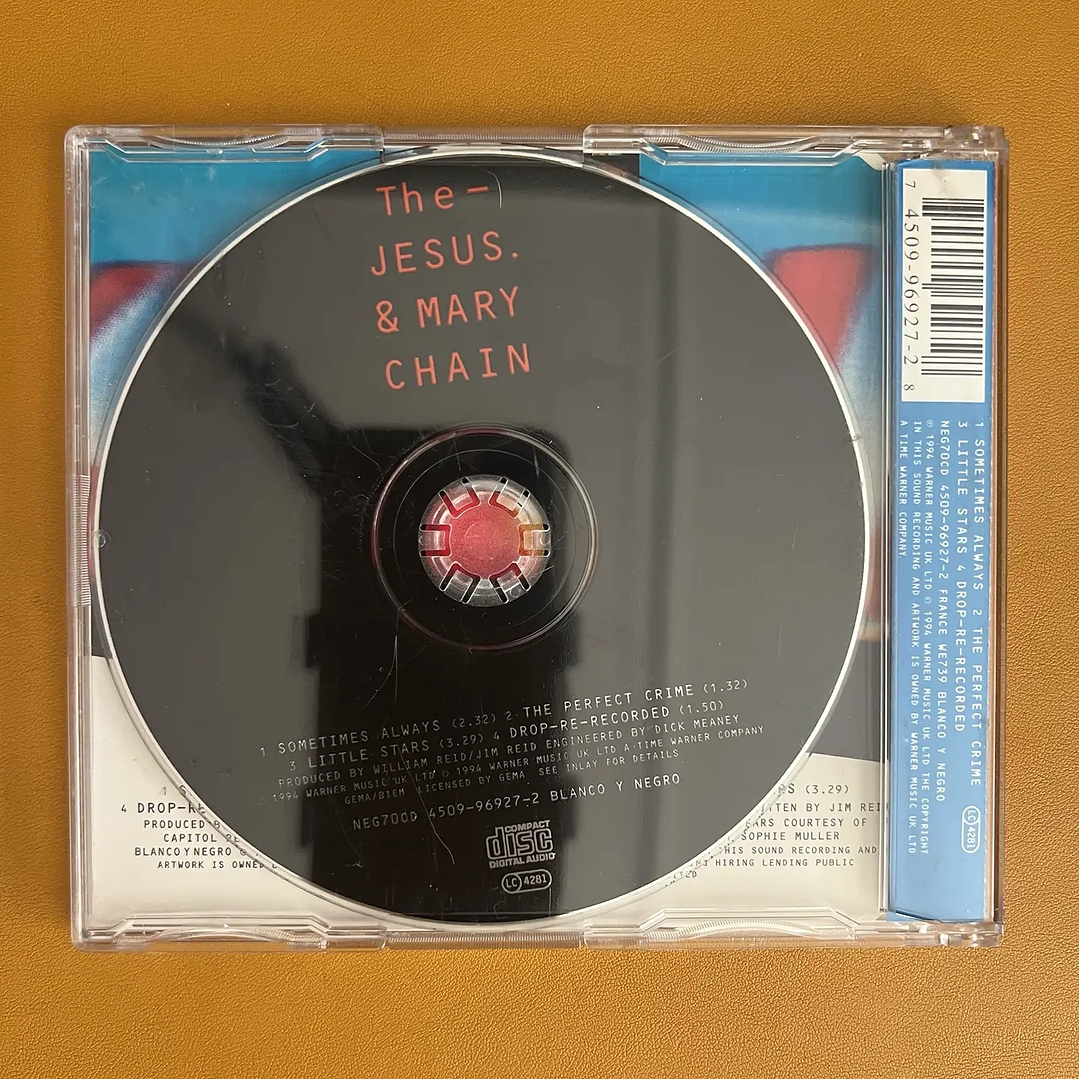 The—
JESUS.
& MARY
CHAIN
1 SOMETIMES ALWAYS (2.32) 2 THE PERFECT CRIME (1.32)
3 LITTLE STARS (3.29) 4 DROP-RE-RECORDED (1.50)
PRODUCED BY WILLIAM REID/JIM REID ENGINEERED BY DICK MEANEY
℗ 1994 WARNER MUSIC UK LTD © 1994 WARNER MUSIC UK LTD A TIME WARNER COMPANY
GEMA/BIEM LICENSED BY GEMA SEE INLAY FOR DETAILS
NEG70CD 4509-96927-2 BLANCO Y NEGRO
COMPACT
disc
DIGITAL AUDIO
LC 4281
4 DROP-RE
PRODUCED B
CAPITOL RE
BLANCO Y NEGRO ©
ARTWORK IS OWNED B
RS (3.29)
TTEN BY JIM REID
EARS COURTESY OF
SOPHIE MULLER
THIS SOUND RECORDING AND
HIRING LENDING PUBLIC
7 45099-6927-2 8
1 SOMETIMES ALWAYS 2 THE PERFECT CRIME
3 LITTLE STARS 4 DROP-RE-RECORDED
NEG70CD 4509-96927-2 FRANCE WE739 BLANCO Y NEGRO
℗ 1994 WARNER MUSIC UK LTD © 1994 WARNER MUSIC UK LTD THE COPYRIGHT
IN THIS SOUND RECORDING AND ARTWORK IS OWNED BY WARNER MUSIC UK LTD
A TIME WARNER COMPANY
LC 4281